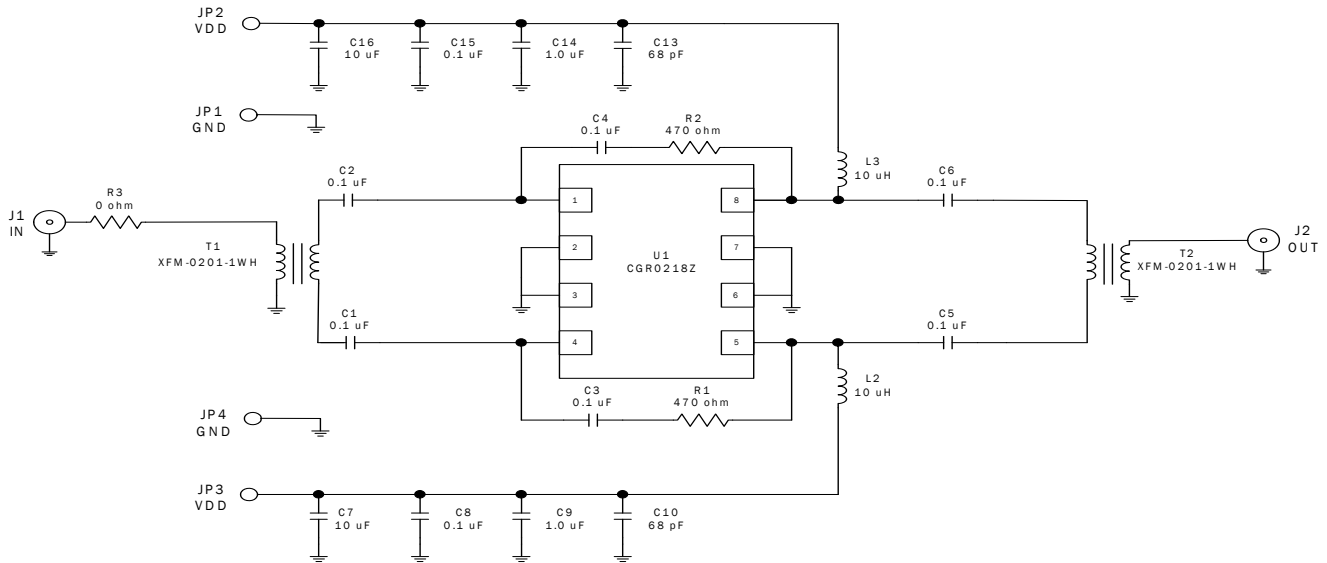 JP2
VDD
C16
10 uF
C15
0.1 uF
C14
1.0 uF
C13
68 pF
JP1
GND
C4
0.1 uF
R2
470 ohm
L3
10 uH
C2
0.1 uF
C6
0.1 uF
R3
0 ohm
J1
IN
T1
XFM-0201-1WH
1
2
3
4
U1
CGR0218Z
8
7
6
5
J2
OUT
T2
XFM-0201-1WH
C1
0.1 uF
C5
0.1 uF
C3
0.1 uF
R1
470 ohm
L2
10 uH
JP4
GND
JP3
VDD
C7
10 uF
C8
0.1 uF
C9
1.0 uF
C10
68 pF